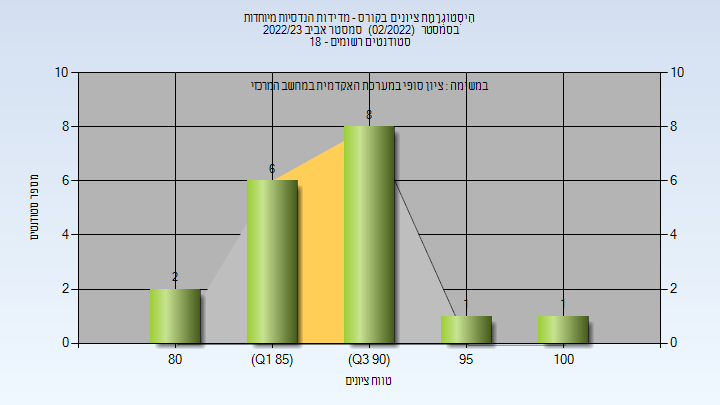 היסטוגרמת ציונים בקורס - מדידות הנדסיות מיוחדות
בסמסטר (02/2022) סמסטר אביב 2022/23
סטודנטים רשומים - 18
במשימה : ציון סופי במערכת האקדמית במחשב המרכזי
מספר סטודנטים
10
8
6
4
2
0
10
8
6
4
2
0
2
6
8
1
1
80
(Q1 85)
(Q3 90)
95
100
טווח ציונים